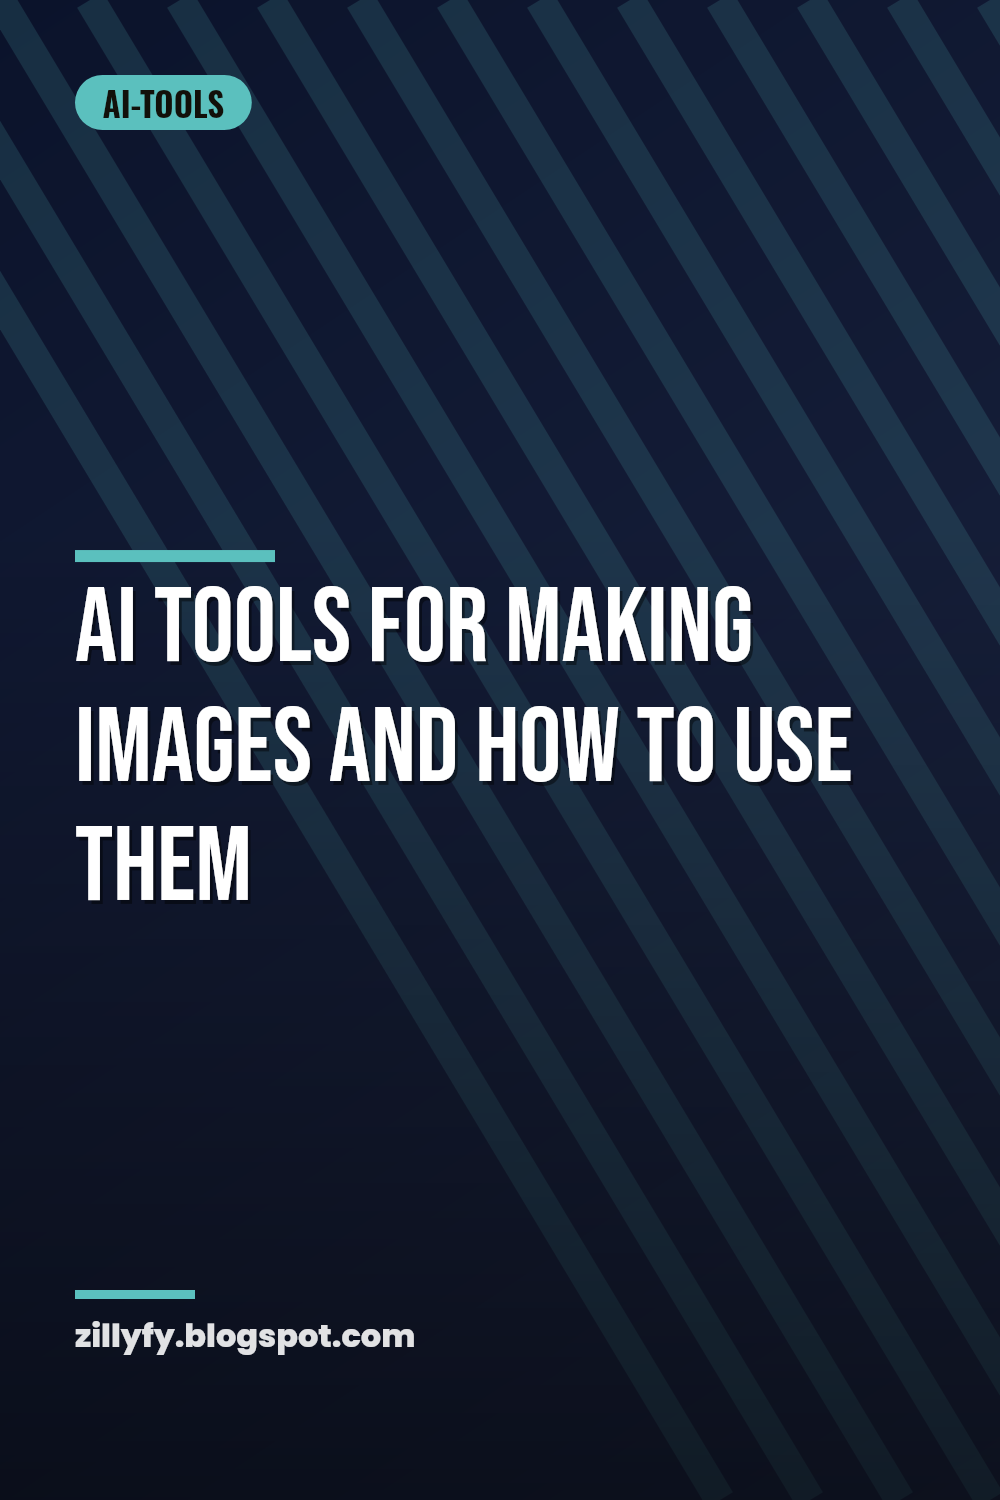 AI-TOOLS
AI TOOLS FOR MAKING
IMAGES AND HOW TO USE
THEM
zillyfy.blogspot.com